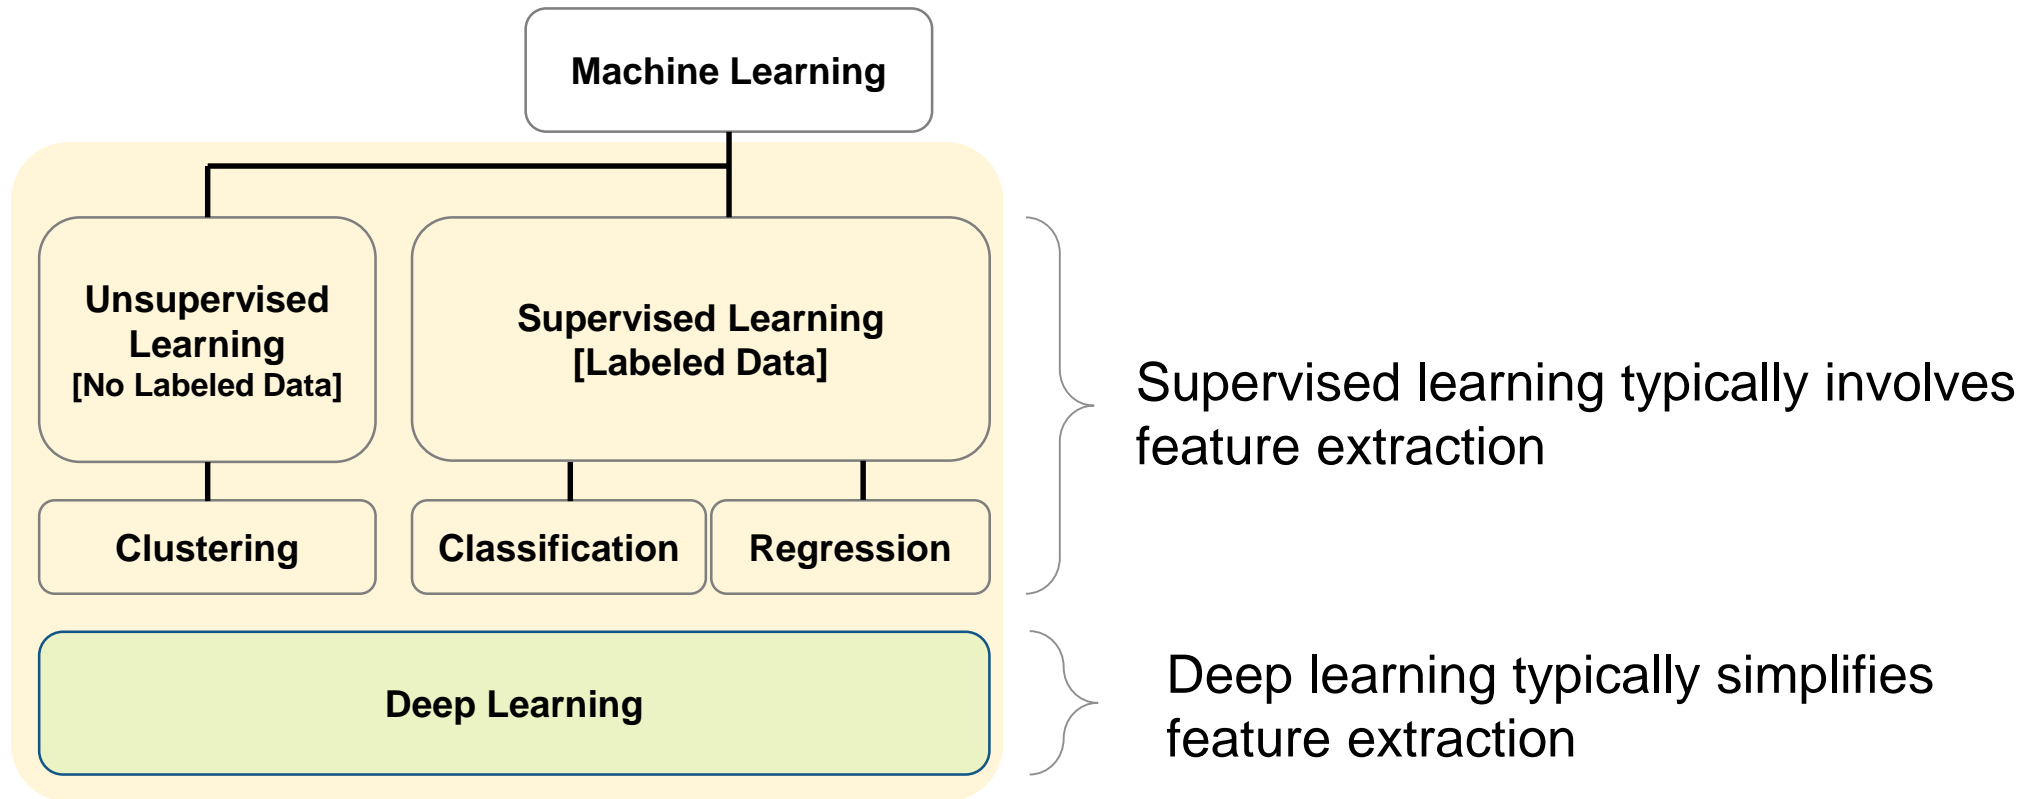 Machine Learning
Unsupervised
Learning
[No Labeled Data]
Supervised Learning
[Labeled Data]
Clustering
Classification
Regression
Deep Learning
Supervised learning typically involves
feature extraction
Deep learning typically simplifies
feature extraction